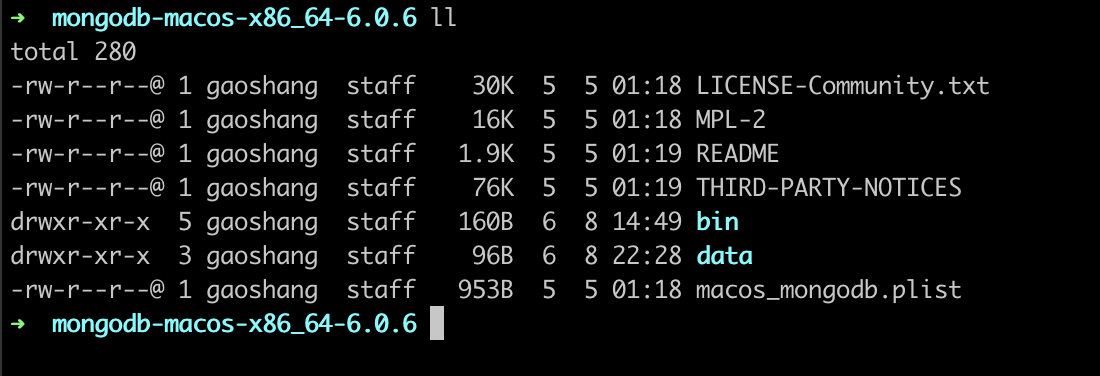 ➜  mongodb-macos-x86_64-6.0.6 ll
total 280
-rw-r--r--@ 1 gaoshang  staff    30K  5  5 01:18 LICENSE-Community.txt
-rw-r--r--@ 1 gaoshang  staff    16K  5  5 01:18 MPL-2
-rw-r--r--@ 1 gaoshang  staff   1.9K  5  5 01:19 README
-rw-r--r--@ 1 gaoshang  staff    76K  5  5 01:19 THIRD-PARTY-NOTICES
drwxr-xr-x  5 gaoshang  staff   160B  6  8 14:49 bin
drwxr-xr-x  3 gaoshang  staff    96B  6  8 22:28 data
-rw-r--r--@ 1 gaoshang  staff   953B  5  5 01:18 macos_mongodb.plist
➜  mongodb-macos-x86_64-6.0.6